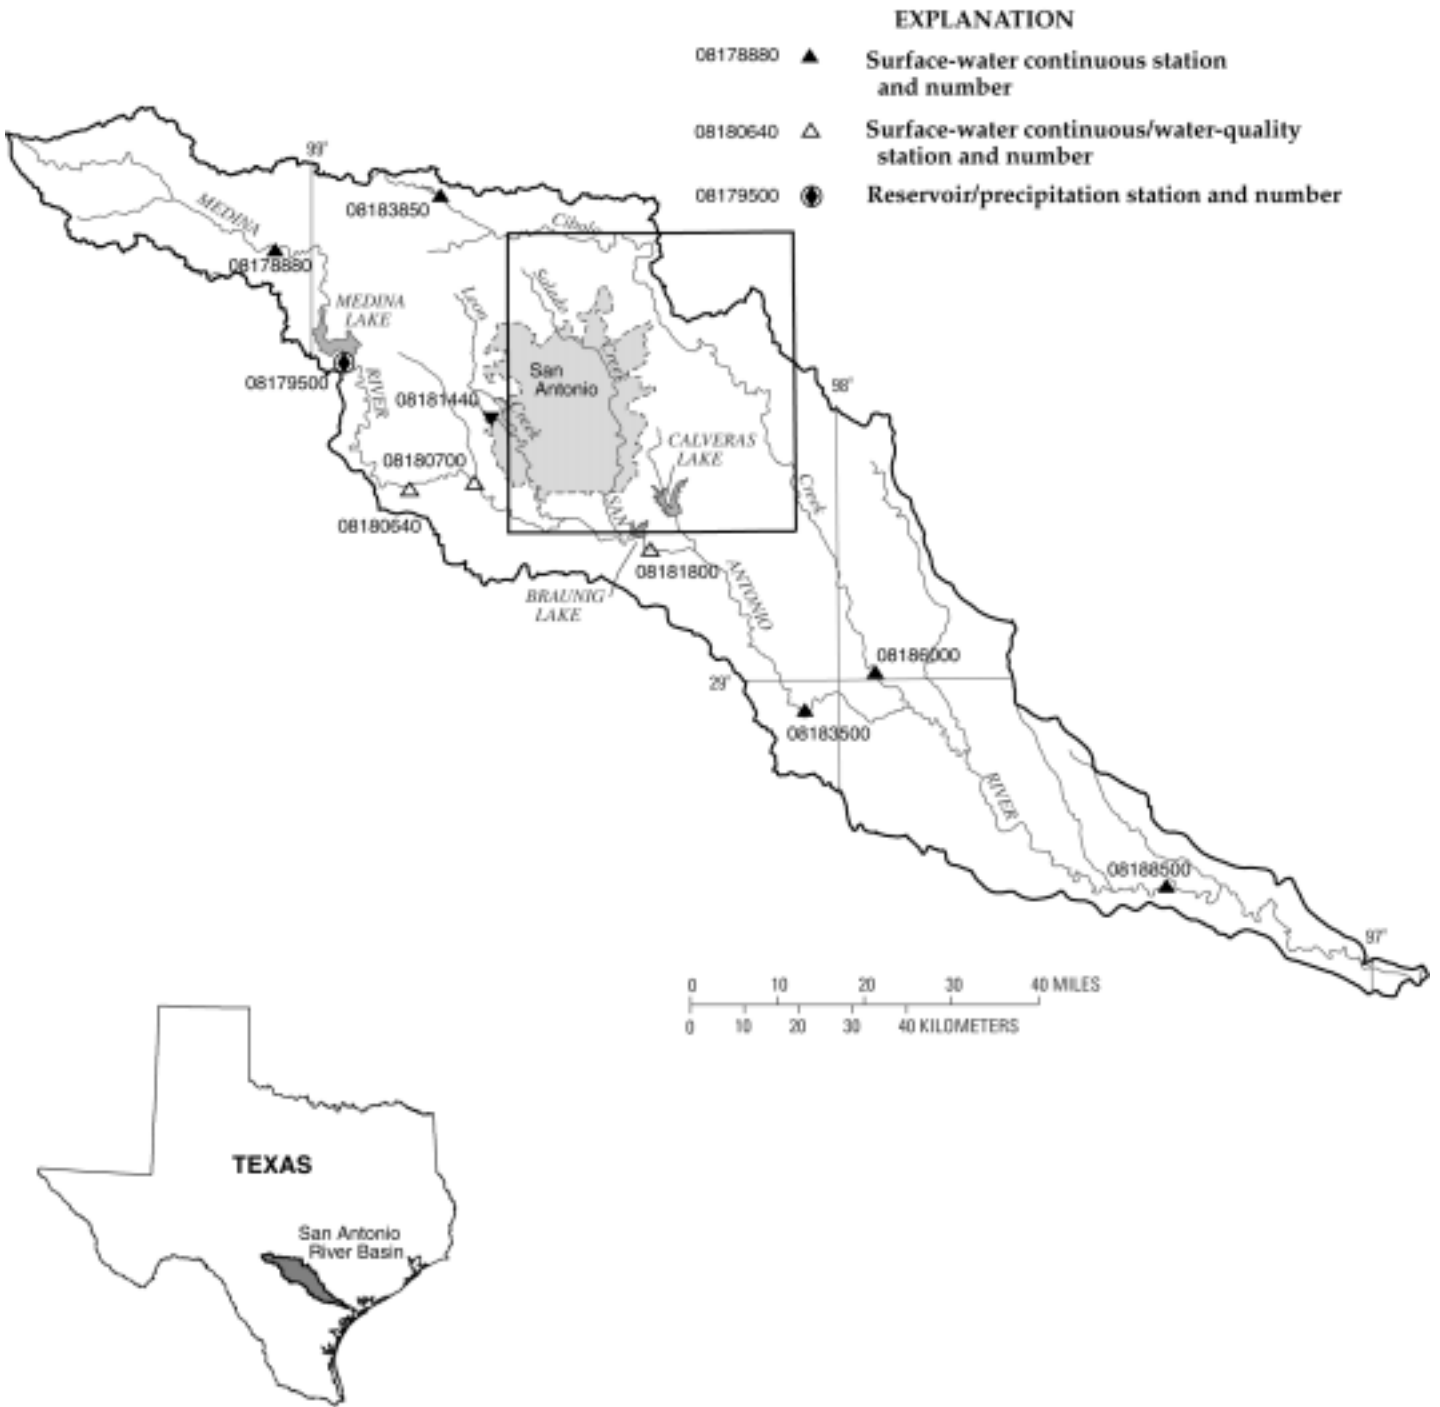 EXPLANATION
08178880 Surface-water continuous station
and number
08180640 Surface-water continuous/water-quality
station and number
08179500 Reservoir/precipitation station and number
99°
08183850
MEDINA
Cibolo
08178880
Salado
Leon
MEDINA
LAKE
Creek
San
Antonio
08179500
RIVER
98°
08181440
Creek
CALVERAS
LAKE
08180700
Creek
SAN
08180640
08181800
ANTONIO
BRAUNIG
LAKE
08186000
29°
08183500
RIVER
08188500
97°
0 10 20 30 40 MILES
0 10 20 30 40 KILOMETERS
TEXAS
San Antonio
River Basin